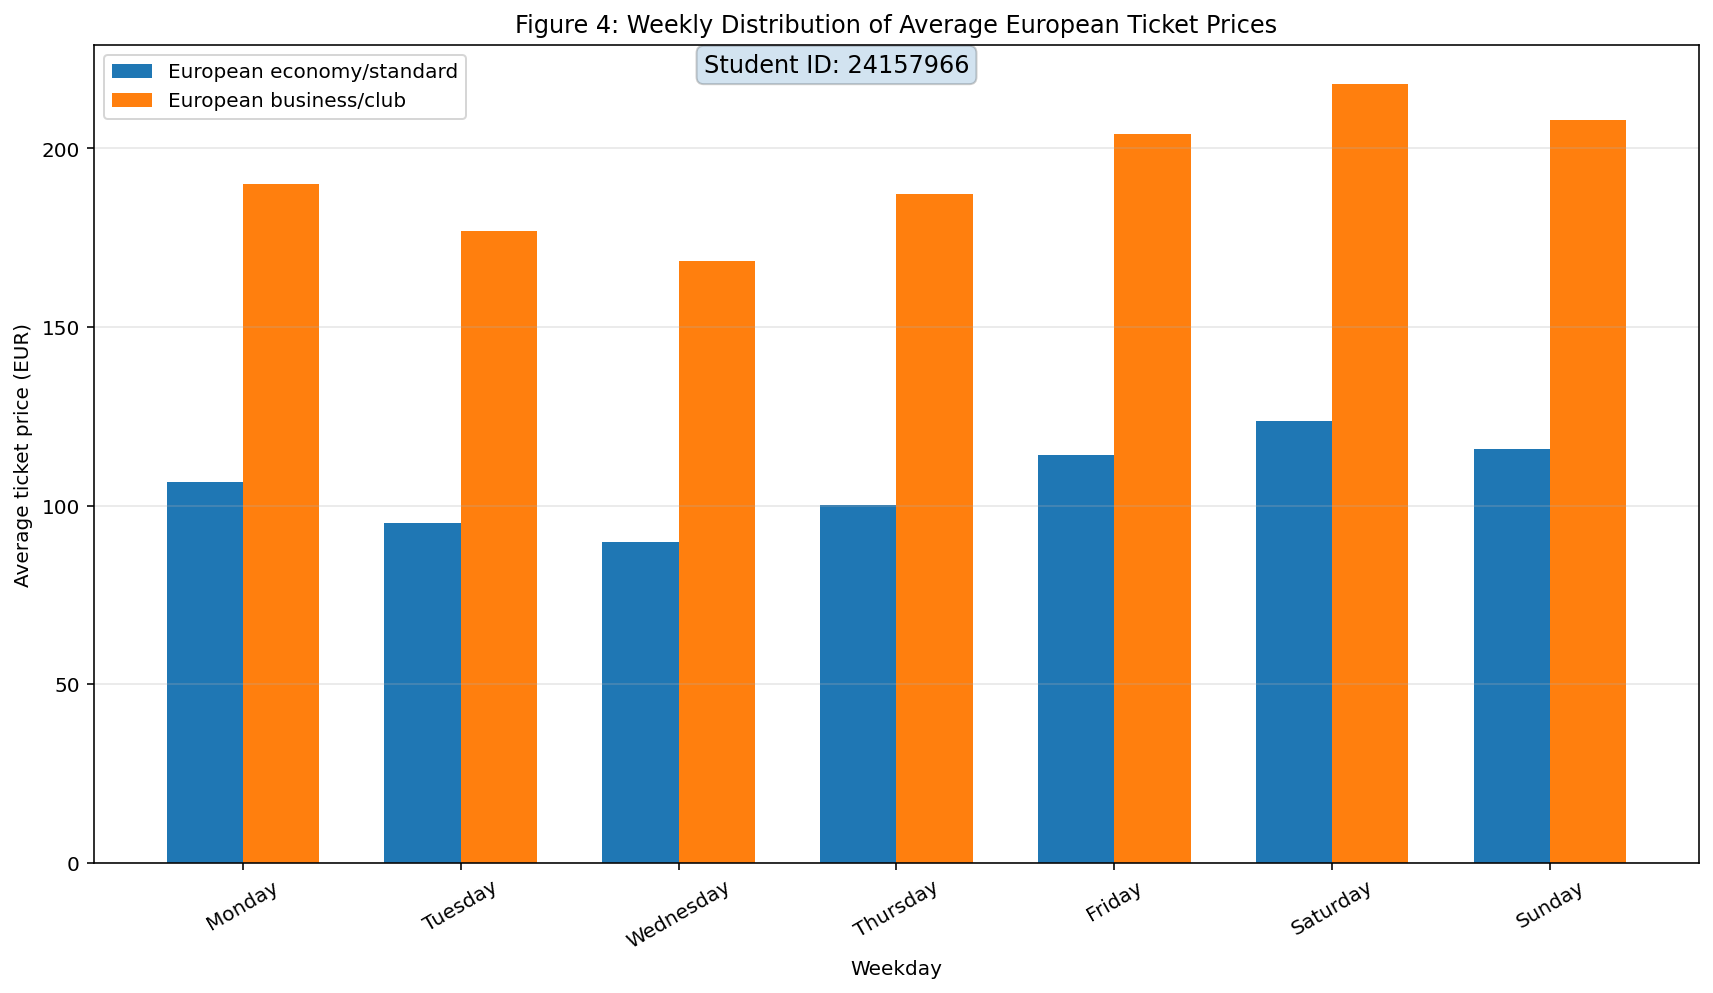 Figure 4: Weekly Distribution of Average European Ticket Prices
Student ID: 24157966
European economy/standard
European business/club
Average ticket price (EUR)
200
150
100
50
0
Monday
Tuesday
Wednesday
Thursday
Friday
Saturday
Sunday
Weekday